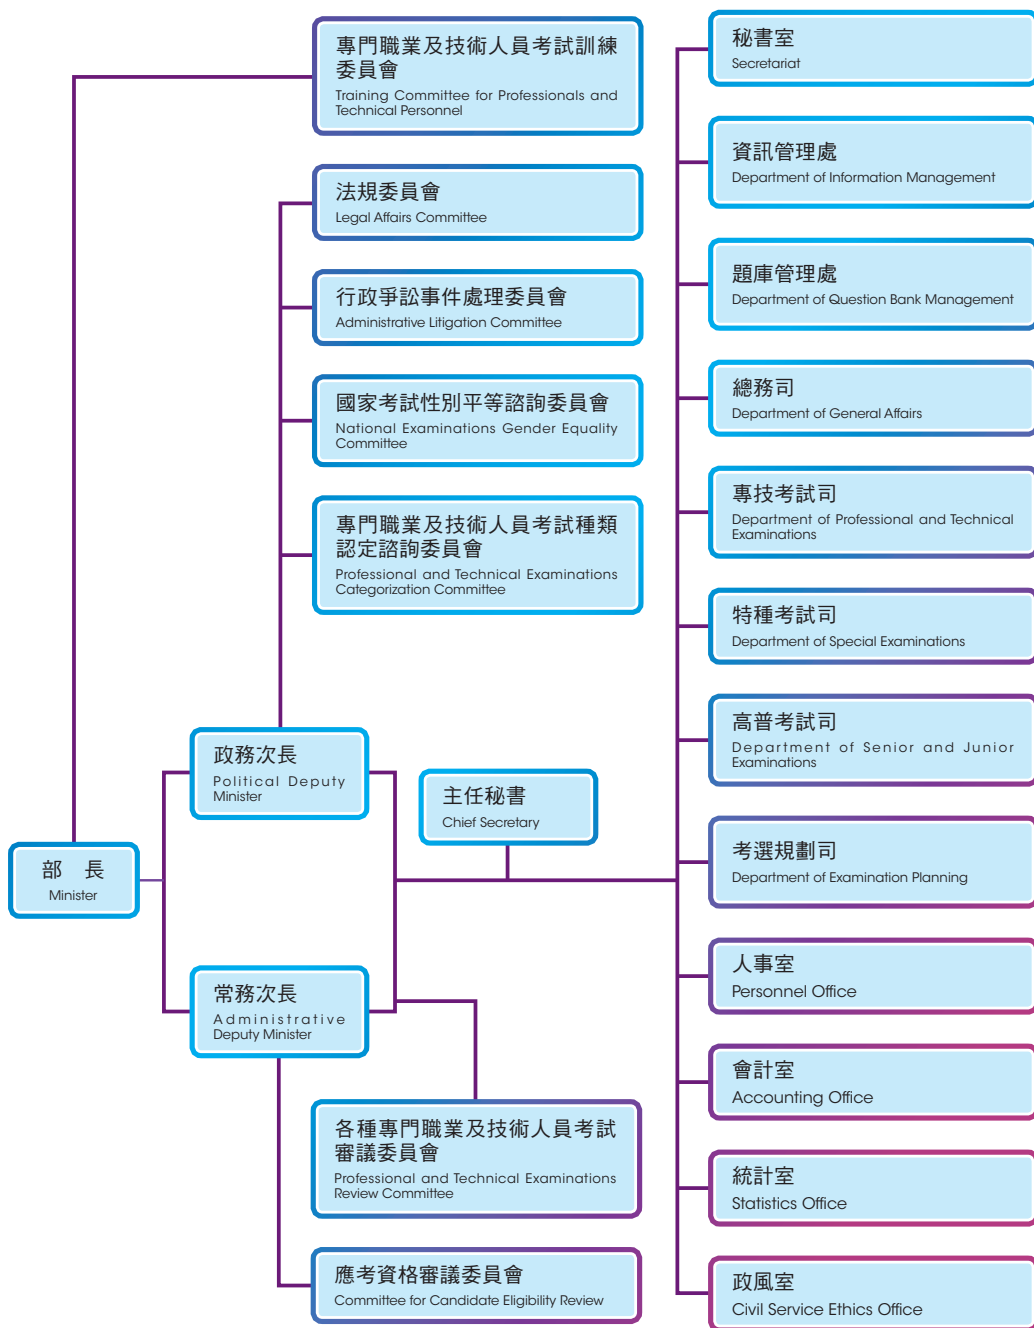 專門職業及技術人員考試訓練
委員會
Training Committee for Professionals and
Technical Personnel
法規委員會
Legal Affairs Committee
行政爭訟事件處理委員會
Administrative Litigation Committee
國家考試性別平等諮詢委員會
National Examinations Gender Equality
Committee
專門職業及技術人員考試種類
認定諮詢委員會
Professional and Technical Examinations
Categorization Committee
政務次長
Political Deputy
Minister
主任秘書
Chief Secretary
部 長
Minister
常務次長
Administrative
Deputy Minister
各種專門職業及技術人員考試
審議委員會
Professional and Technical Examinations
Review Committee
應考資格審議委員會
Committee for Candidate Eligibility Review
秘書室
Secretariat
資訊管理處
Department of Information Management
題庫管理處
Department of Question Bank Management
總務司
Department of General Affairs
專技考試司
Department of Professional and Technical
Examinations
特種考試司
Department of Special Examinations
高普考試司
Department of Senior and Junior
Examinations
考選規劃司
Department of Examination Planning
人事室
Personnel Office
會計室
Accounting Office
統計室
Statistics Office
政風室
Civil Service Ethics Office